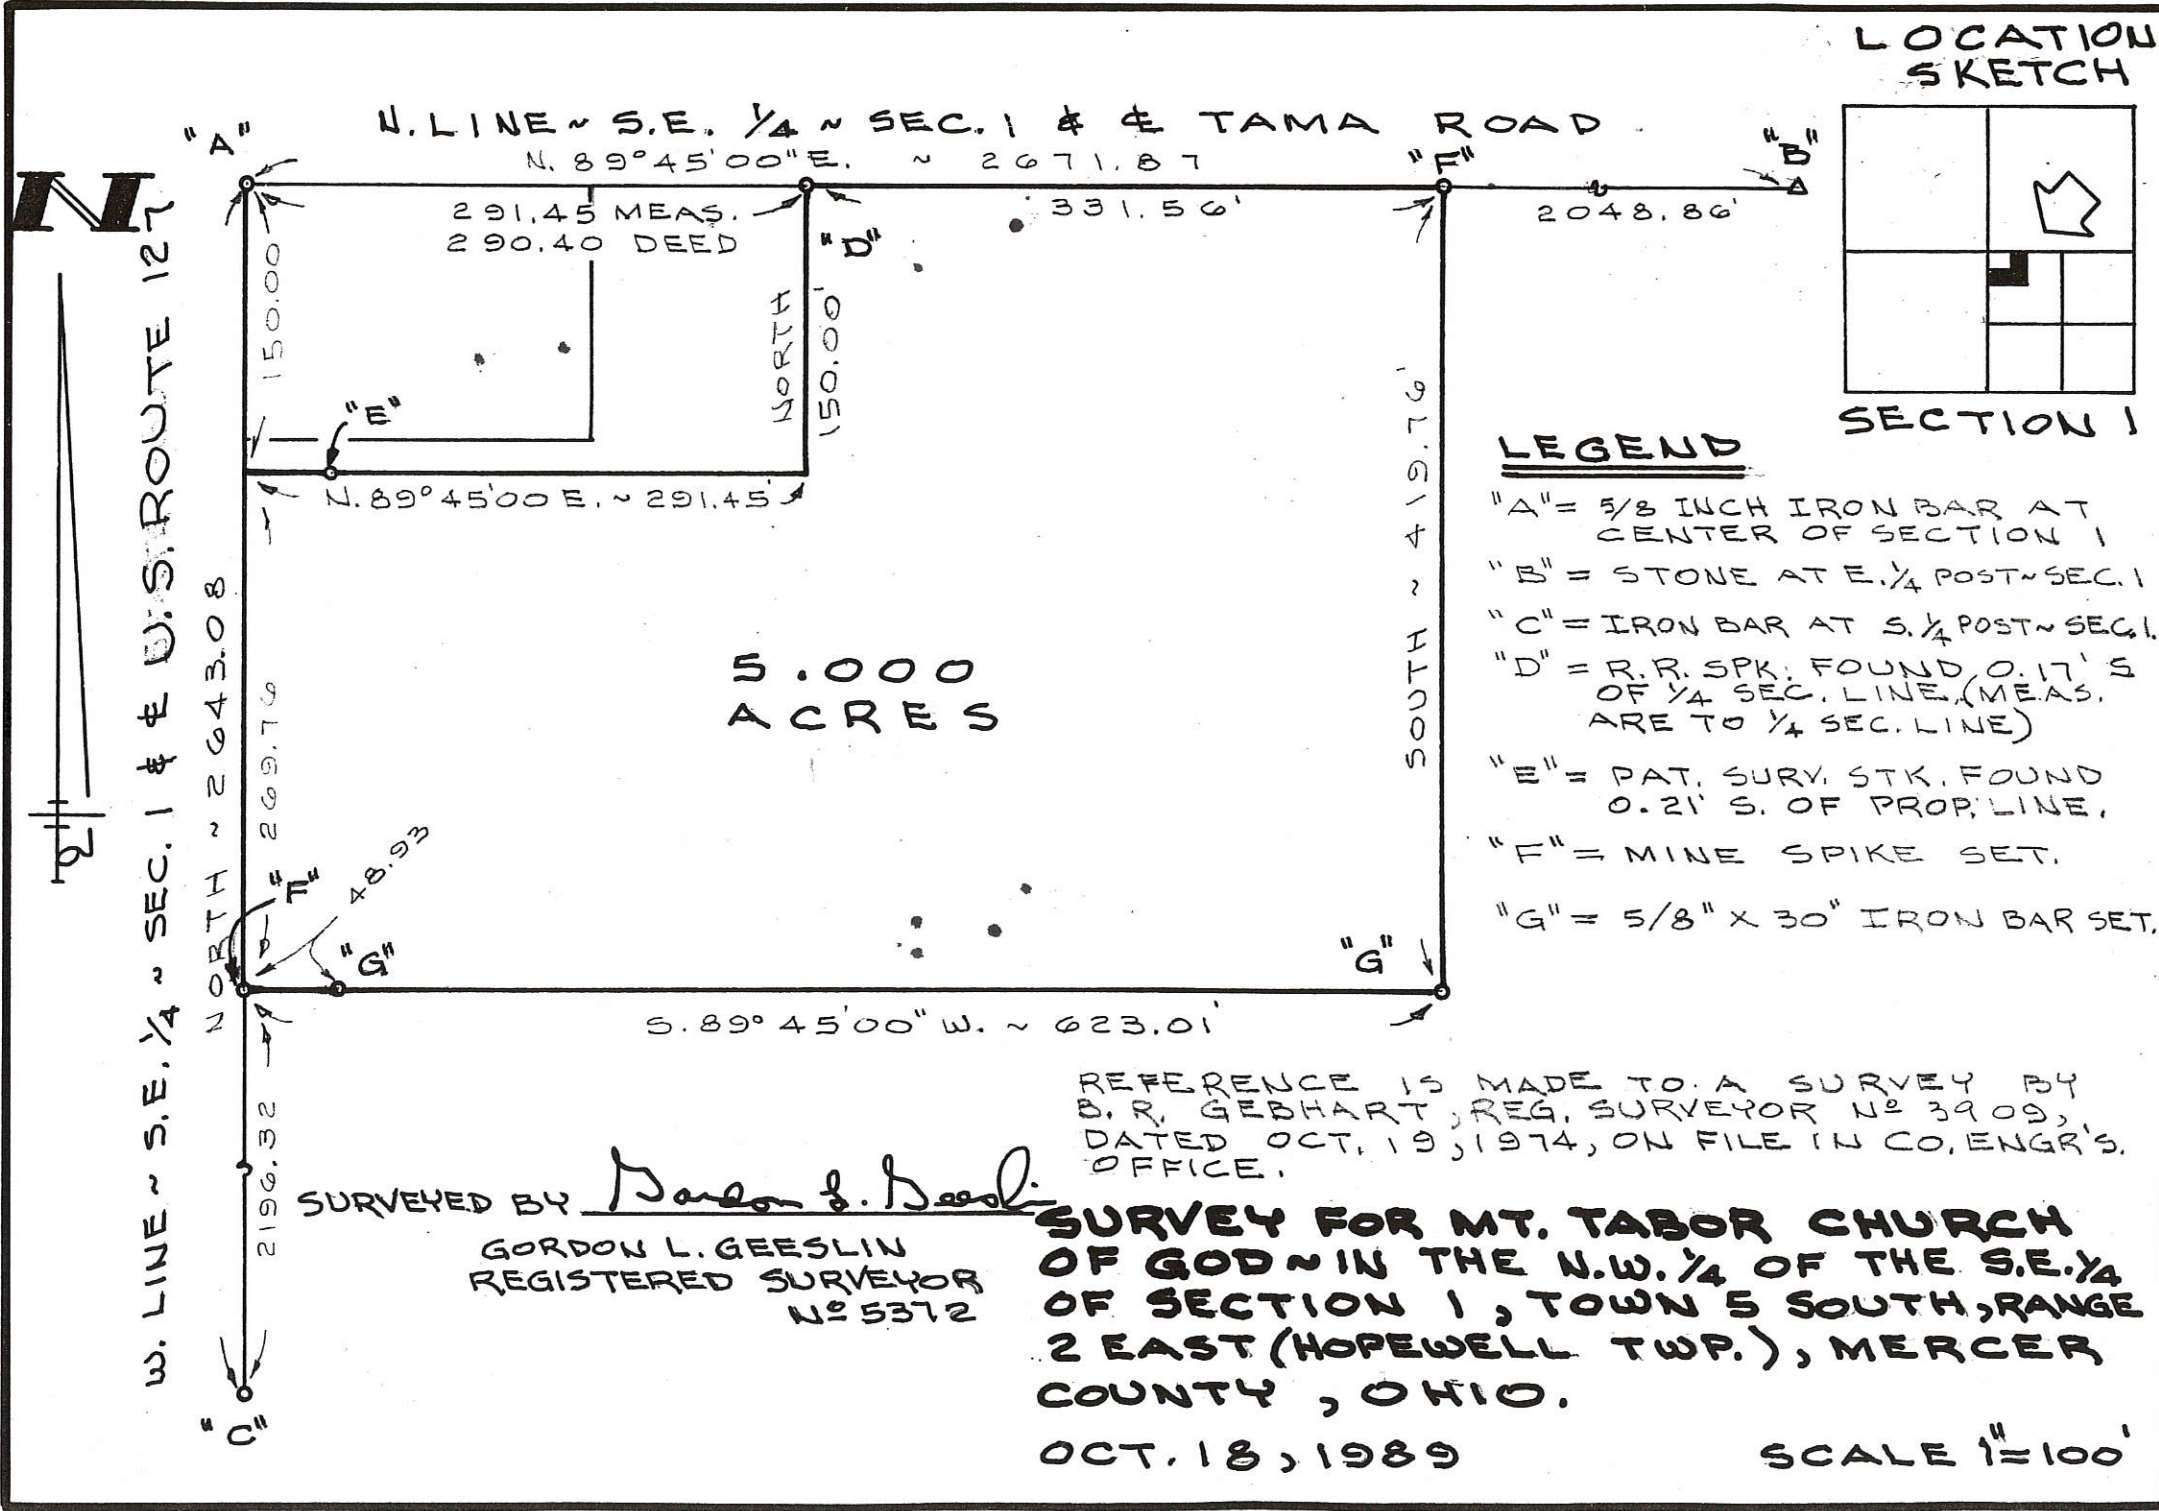 LOCATION
SKETCH
N. LINE ~ S.E. 1/4 ~ SEC. 1 & ℄ TAMA ROAD
N. 89° 45' 00" E. ~ 2671.87
"A"
"F"
"B"
N
291.45 MEAS.
290.40 DEED
"D"
331.56'
2048.86'
150.00
NORTH
150.00'
"E"
N. 89° 45' 00 E. ~ 291.45'
SOUTH ~ 419.76'
SECTION 1
W. LINE ~ S.E. 1/4 ~ SEC. 1 & ℄ U.S. ROUTE 127
NORTH ~ 2643.08
269.76
5.000
ACRES
"F"
48.93
"G"
"G"
S. 89° 45' 00" W. ~ 623.01'
2196.32
"C"
LEGEND
"A" = 5/8 INCH IRON BAR AT
CENTER OF SECTION 1
"B" = STONE AT E. 1/4 POST ~ SEC. 1
"C" = IRON BAR AT S. 1/4 POST ~ SEC. 1.
"D" = R.R. SPK. FOUND 0.17' S
OF 1/4 SEC. LINE, (MEAS.
ARE TO 1/4 SEC. LINE)
"E" = PAT. SURV. STK. FOUND
0.21' S. OF PROP. LINE.
"F" = MINE SPIKE SET.
"G" = 5/8" X 30" IRON BAR SET.
REFERENCE IS MADE TO A SURVEY BY
B. R. GEBHART, REG. SURVEYOR Nº 3909,
DATED OCT. 19, 1974, ON FILE IN CO. ENGR'S.
OFFICE.
SURVEYED BY Gordon L. Geeslin
GORDON L. GEESLIN
REGISTERED SURVEYOR
Nº 5372
SURVEY FOR MT. TABOR CHURCH
OF GOD ~ IN THE N.W. 1/4 OF THE S.E. 1/4
OF SECTION 1, TOWN 5 SOUTH, RANGE
2 EAST (HOPEWELL TWP.), MERCER
COUNTY, OHIO.
OCT. 18, 1989
SCALE 1" = 100'